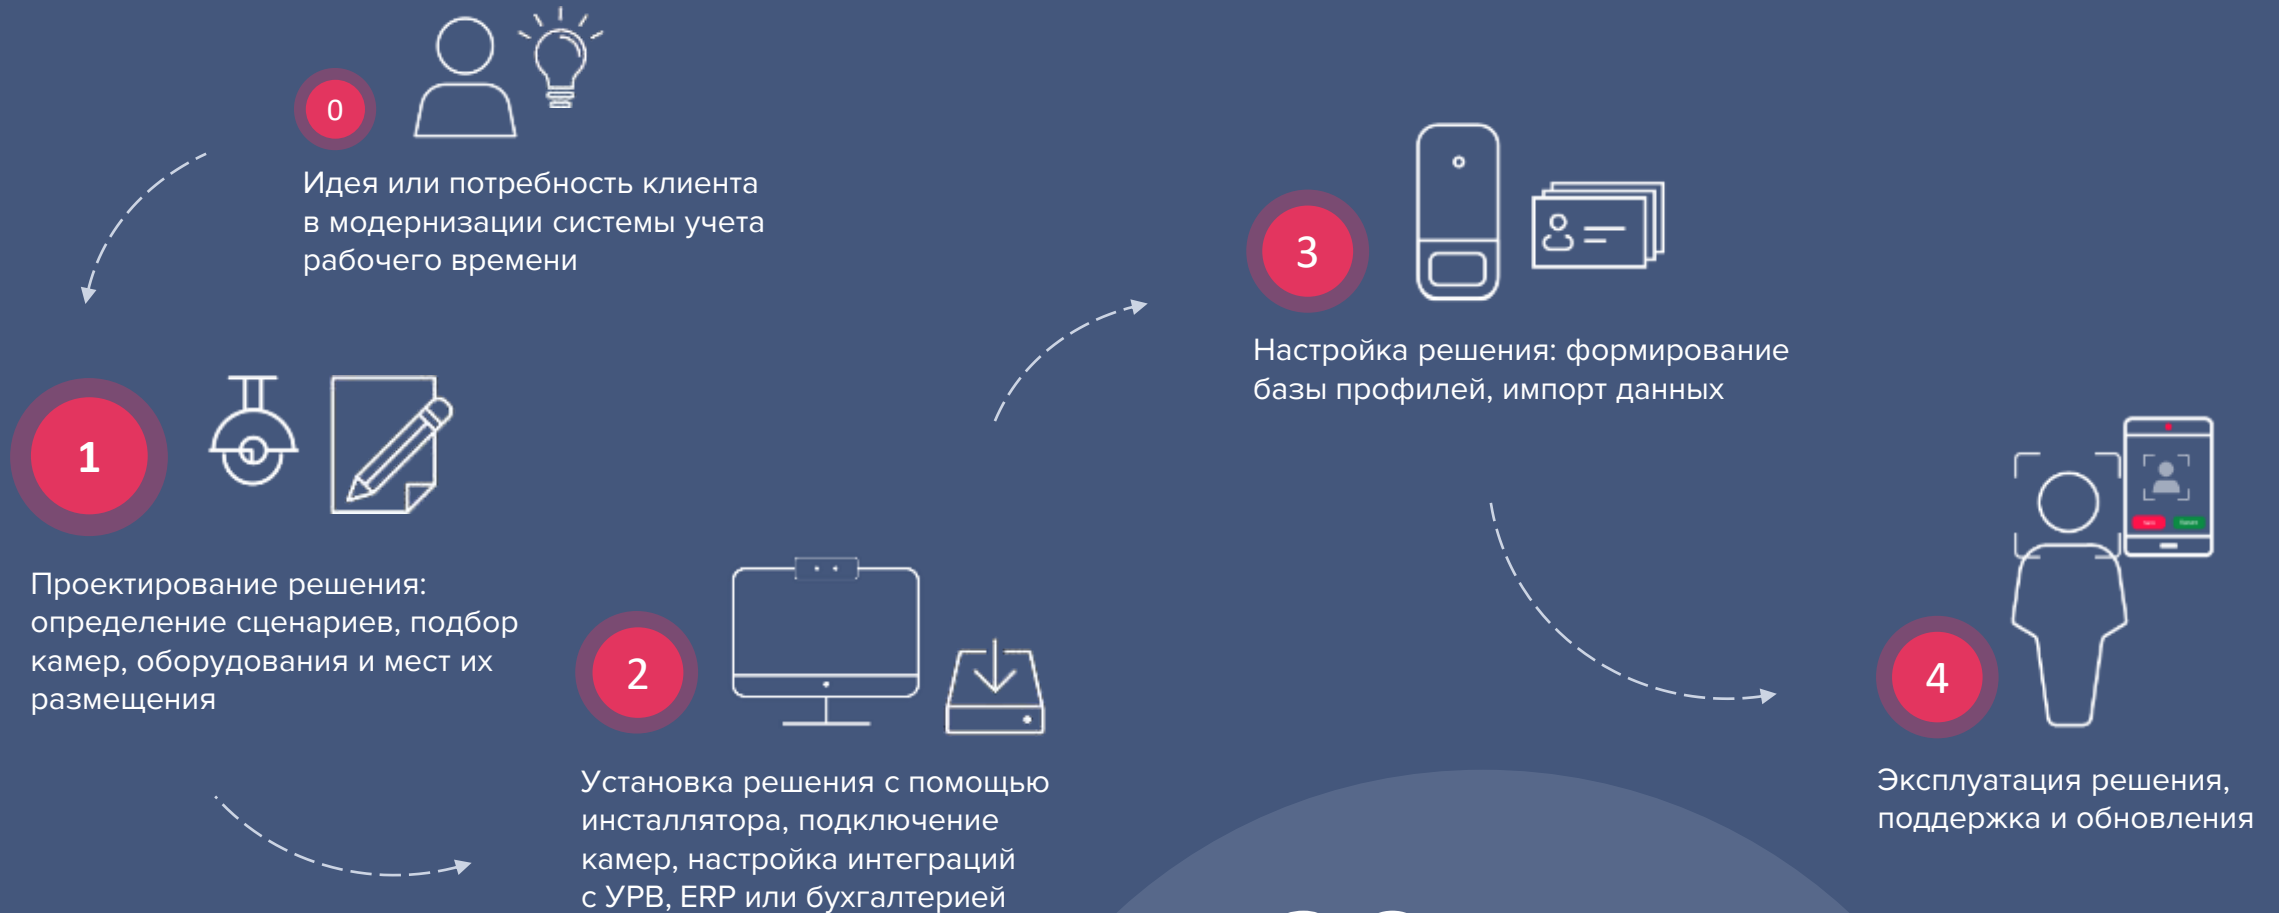 0
Идея или потребность клиента
в модернизации системы учета
рабочего времени
1
Проектирование решения:
определение сценариев, подбор
камер, оборудования и мест их
размещения
2
Установка решения с помощью
инсталлятора, подключение
камер, настройка интеграций
с УРВ, ERP или бухгалтерией
3
Настройка решения: формирование
базы профилей, импорт данных
4
Эксплуатация решения,
поддержка и обновления